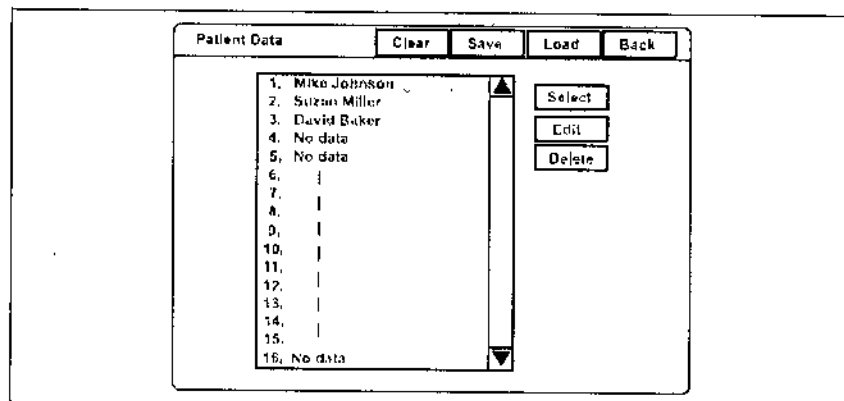 Patient Data Clear Save Load Back
1. Mike Johnson
2. Suzan Miller
3. David Baker
4. No data
5. No data
6.
7.
8.
9.
10.
11.
12.
13.
14.
15.
16. No data
Select
Edit
Delete